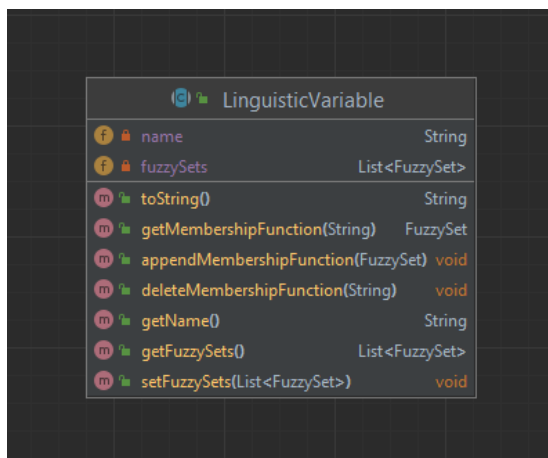 LinguisticVariable
name String
fuzzySets List<FuzzySet>
toString() String
getMembershipFunction(String) FuzzySet
appendMembershipFunction(FuzzySet) void
deleteMembershipFunction(String) void
getName() String
getFuzzySets() List<FuzzySet>
setFuzzySets(List<FuzzySet>) void